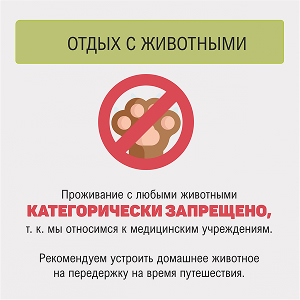 ОТДЫХ С ЖИВОТНЫМИ
Проживание с любыми животными
КАТЕГОРИЧЕСКИ ЗАПРЕЩЕНО,
т. к. мы относимся к медицинским учреждениям.
Рекомендуем устроить домашнее животное
на передержку на время путешествия.